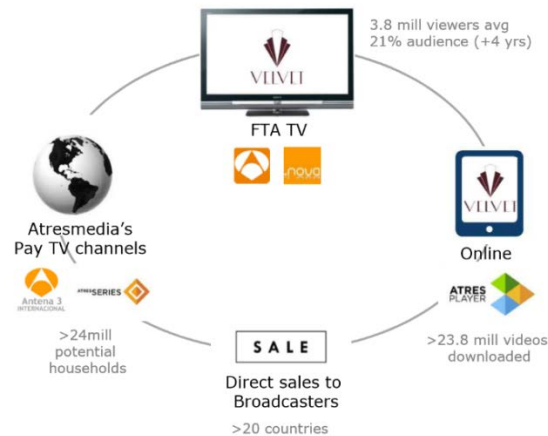 3.8 mill viewers avg
21% audience (+4 yrs)
VELVET
FTA TV
nova
Atresmedia's
Pay TV channels
Antena 3
INTERNACIONAL
ATRESSERIES
>24mill
potential
households
VELVET
Online
ATRES
PLAYER
>23.8 mill videos
downloaded
SALE
Direct sales to
Broadcasters
>20 countries